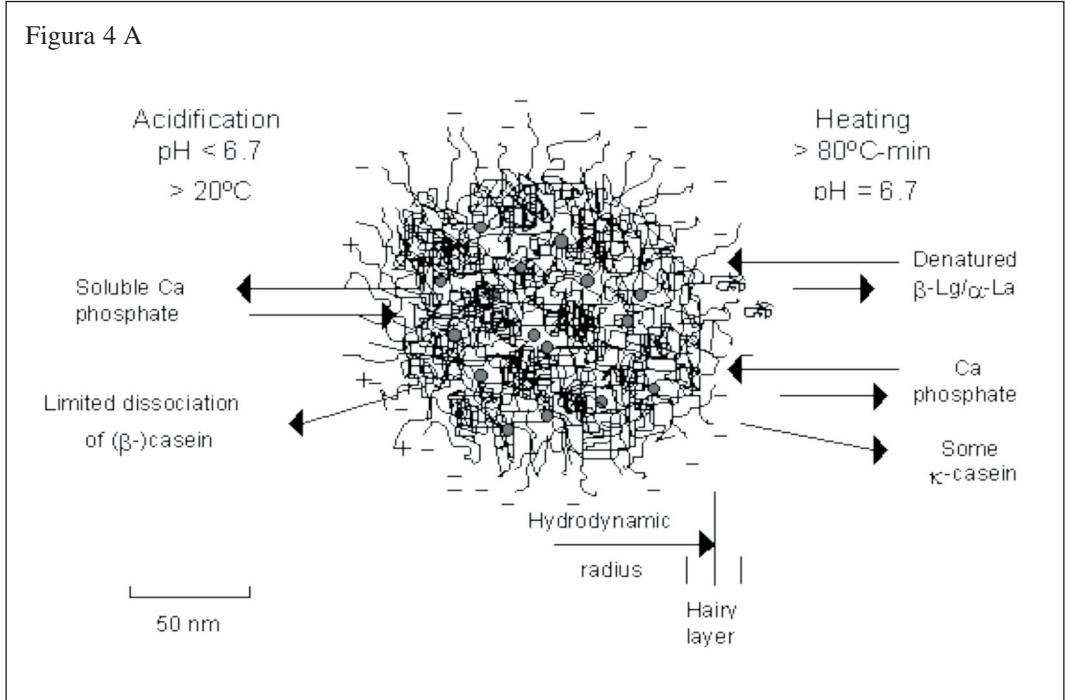 Figura 4 A
Acidification
pH < 6.7
> 20ºC
Heating
> 80ºC-min
pH = 6.7
Soluble Ca
phosphate
Limited dissociation
of (β-)casein
Denatured
β-Lg/α-La
Ca
phosphate
Some
κ-casein
Hydrodynamic
radius
Hairy
layer
50 nm